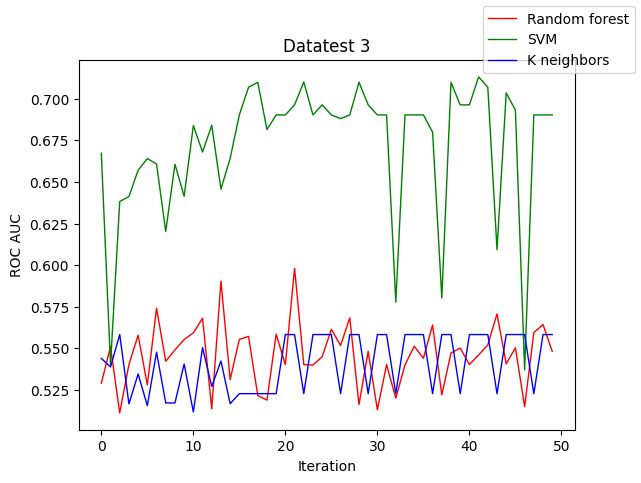 Random forest
SVM
K neighbors
Datatest 3
ROC AUC
0.700
0.675
0.650
0.625
0.600
0.575
0.550
0.525
0 10 20 30 40 50
Iteration